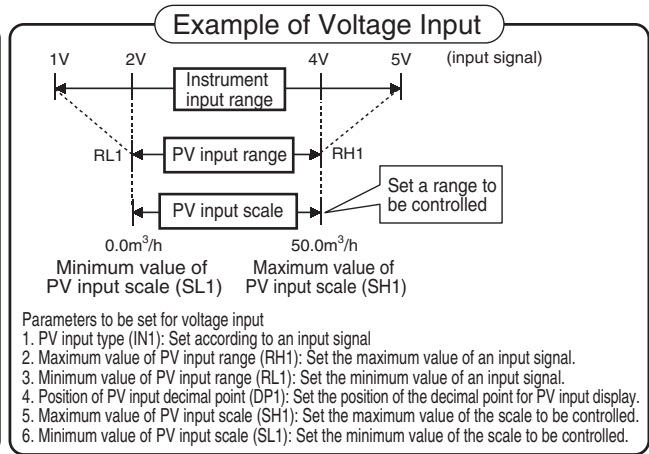 Example of Voltage Input
1V 2V 4V 5V (input signal)
Instrument
input range
RL1 PV input range RH1
Set a range to
be controlled
PV input scale
0.0m³/h 50.0m³/h
Minimum value of Maximum value of
PV input scale (SL1) PV input scale (SH1)
Parameters to be set for voltage input
1. PV input type (IN1): Set according to an input signal
2. Maximum value of PV input range (RH1): Set the maximum value of an input signal.
3. Minimum value of PV input range (RL1): Set the minimum value of an input signal.
4. Position of PV input decimal point (DP1): Set the position of the decimal point for PV input display.
5. Maximum value of PV input scale (SH1): Set the maximum value of the scale to be controlled.
6. Minimum value of PV input scale (SL1): Set the minimum value of the scale to be controlled.